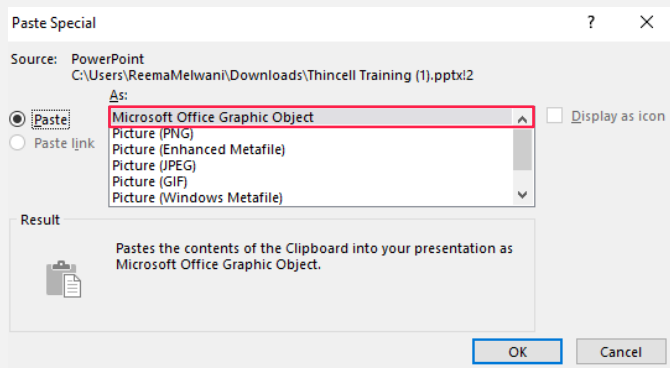 Paste Special
? X
Source: PowerPoint
C:\Users\ReemaMelwani\Downloads\Thincell Training (1).pptx!2
As:
Paste
Paste link
Microsoft Office Graphic Object
Picture (PNG)
Picture (Enhanced Metafile)
Picture (JPEG)
Picture (GIF)
Picture (Windows Metafile)
Display as icon
Result
Pastes the contents of the Clipboard into your presentation as
Microsoft Office Graphic Object.
OK
Cancel